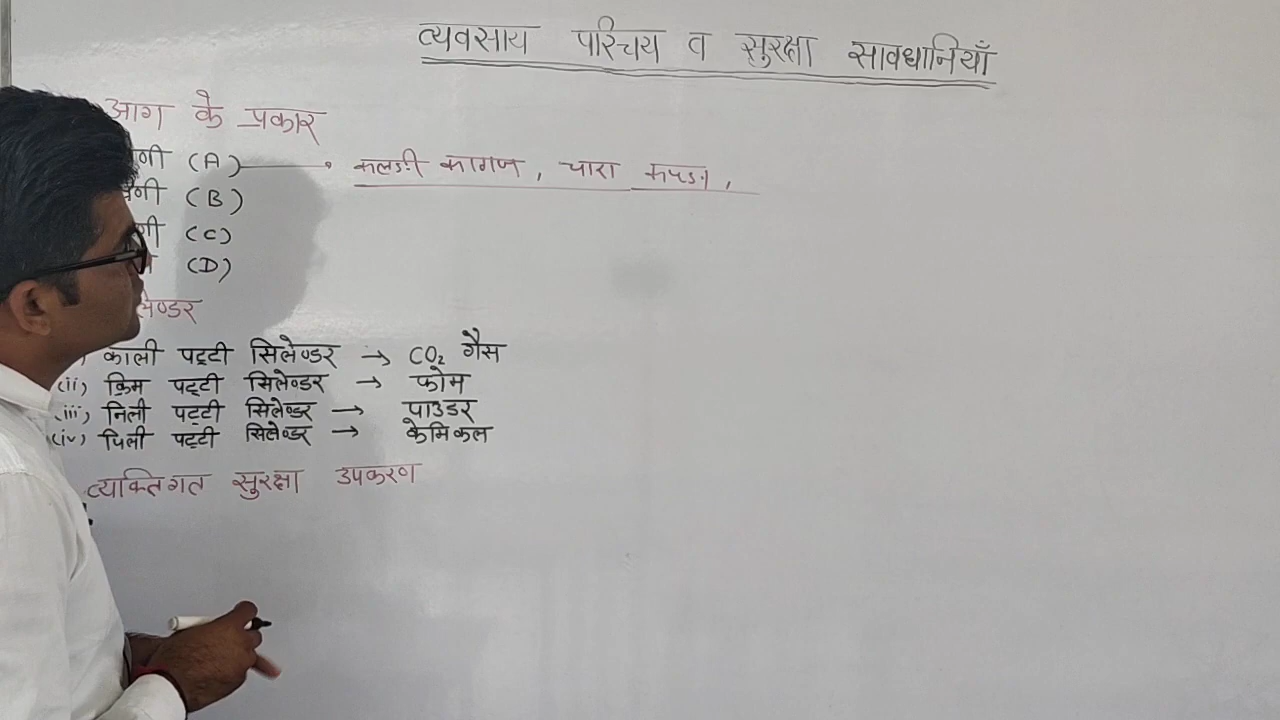 व्यवसाय परिचय व सुरक्षा सावधानियाँ
आग के प्रकार
(A) कलङी कागज, चारा कपडा,
(B)
(C)
(D)
काली पट्टी सिलेण्डर → CO₂ गैस
(ii) क्रिम पट्टी सिलेण्डर → फोम
(iii) निली पट्टी सिलेण्डर → पाउडर
(iv) पिली पट्टी सिलेण्डर → केमिकल
व्यक्तिगत सुरक्षा उपकरण